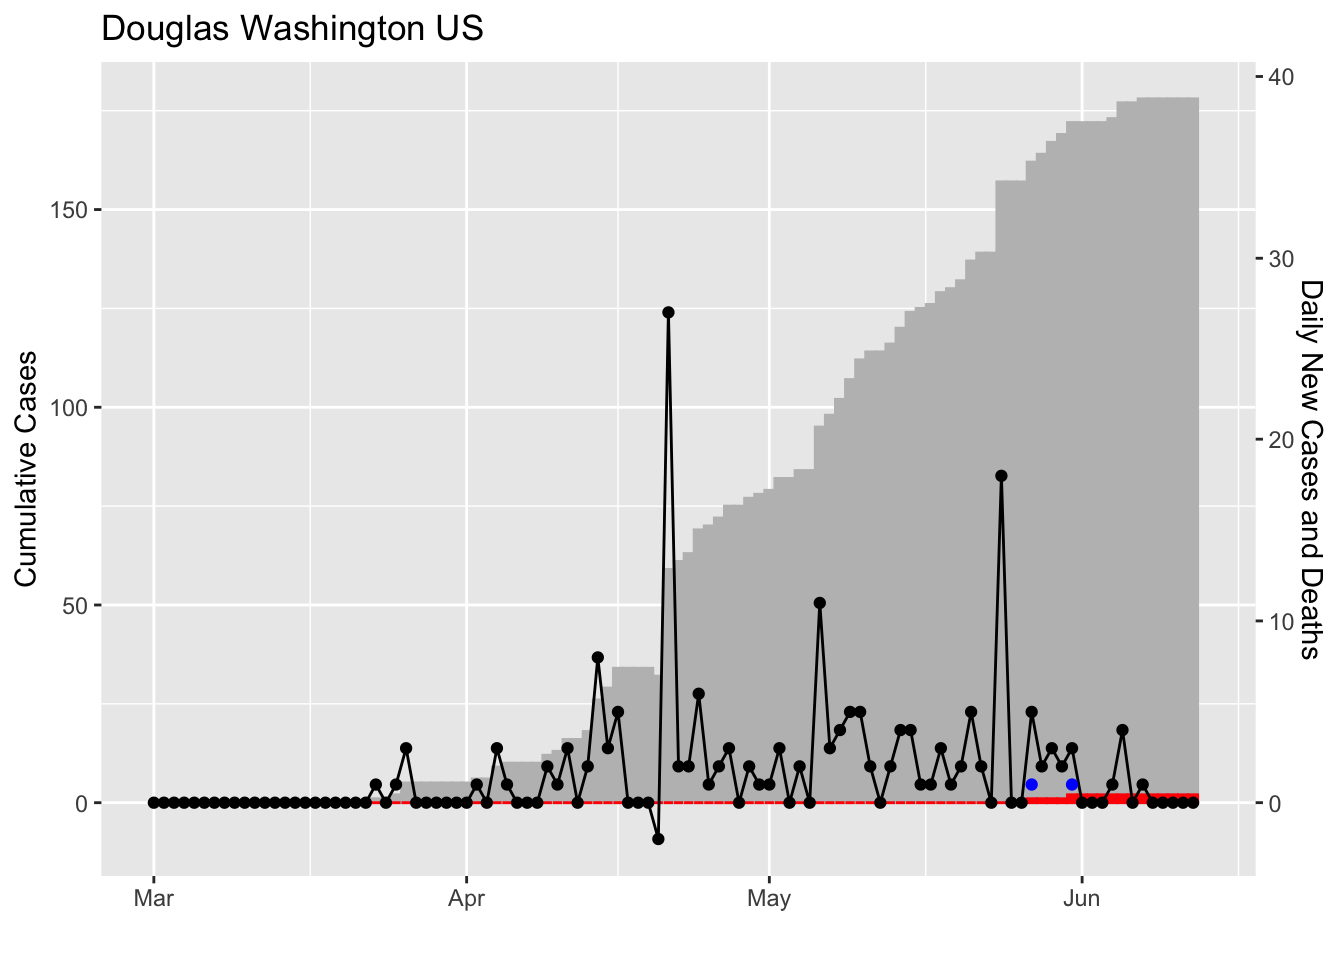 Douglas Washington US
Cumulative Cases
150
100
50
0
40
30
20
10
0
Daily New Cases and Deaths
Mar
Apr
May
Jun